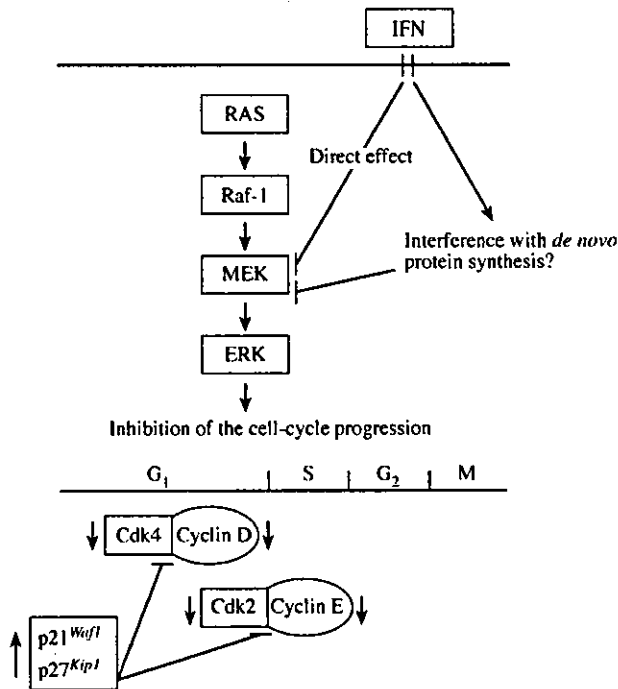 IFN
RAS
Direct effect
Raf-1
Interference with de novo
protein synthesis?
MEK
ERK
Inhibition of the cell-cycle progression
G1 S G2 M
Cdk4 Cyclin D
Cdk2 Cyclin E
p21Waf1
p27Kip1